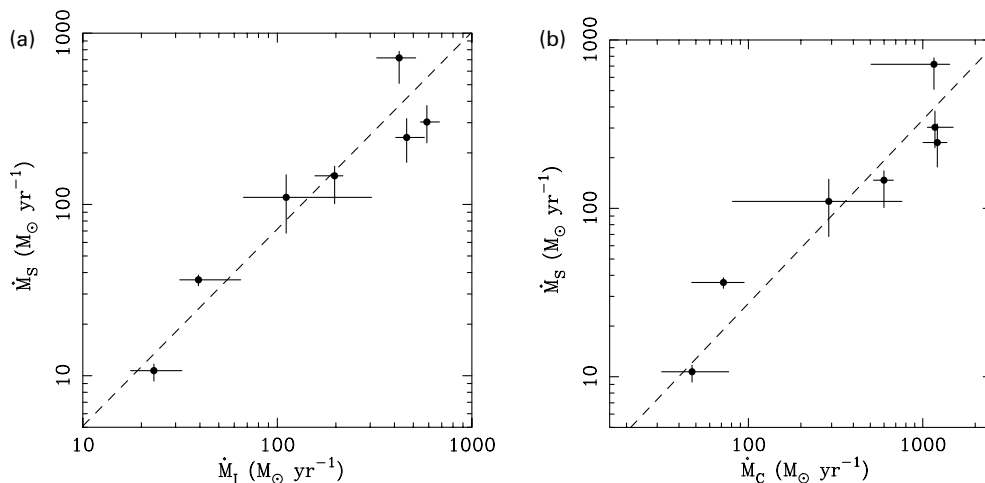 (a)
1000
100
10
Ṁ_S (M_⊙ yr⁻¹)
10 100 1000
Ṁ_I (M_⊙ yr⁻¹)
(b)
1000
100
10
Ṁ_S (M_⊙ yr⁻¹)
100 1000
Ṁ_C (M_⊙ yr⁻¹)